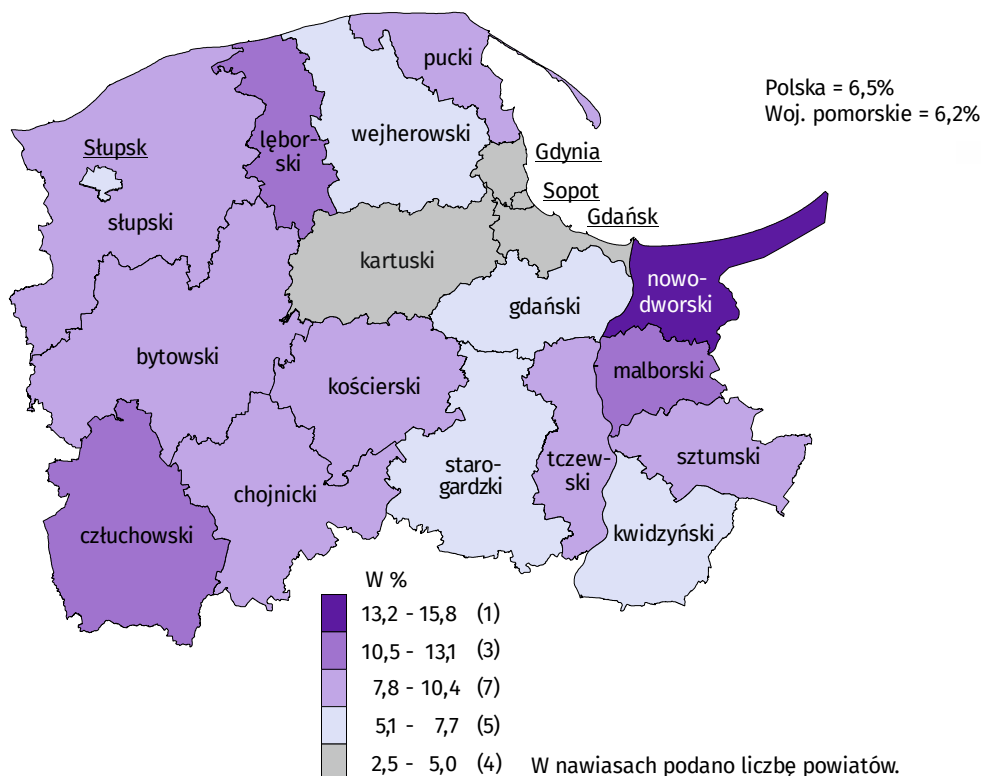 pucki
Polska = 6,5%
Woj. pomorskie = 6,2%
wejherowski
lębor-
ski
Słupsk
Gdynia
Sopot
Gdańsk
słupski
kartuski
nowo-
dworski
gdański
bytowski
kościerski
malborski
staro-
gardzki
tczew-
ski
sztumski
chojnicki
człuchowski
kwidzyński
W %
13,2 - 15,8 (1)
10,5 - 13,1 (3)
7,8 - 10,4 (7)
5,1 - 7,7 (5)
2,5 - 5,0 (4)
W nawiasach podano liczbę powiatów.